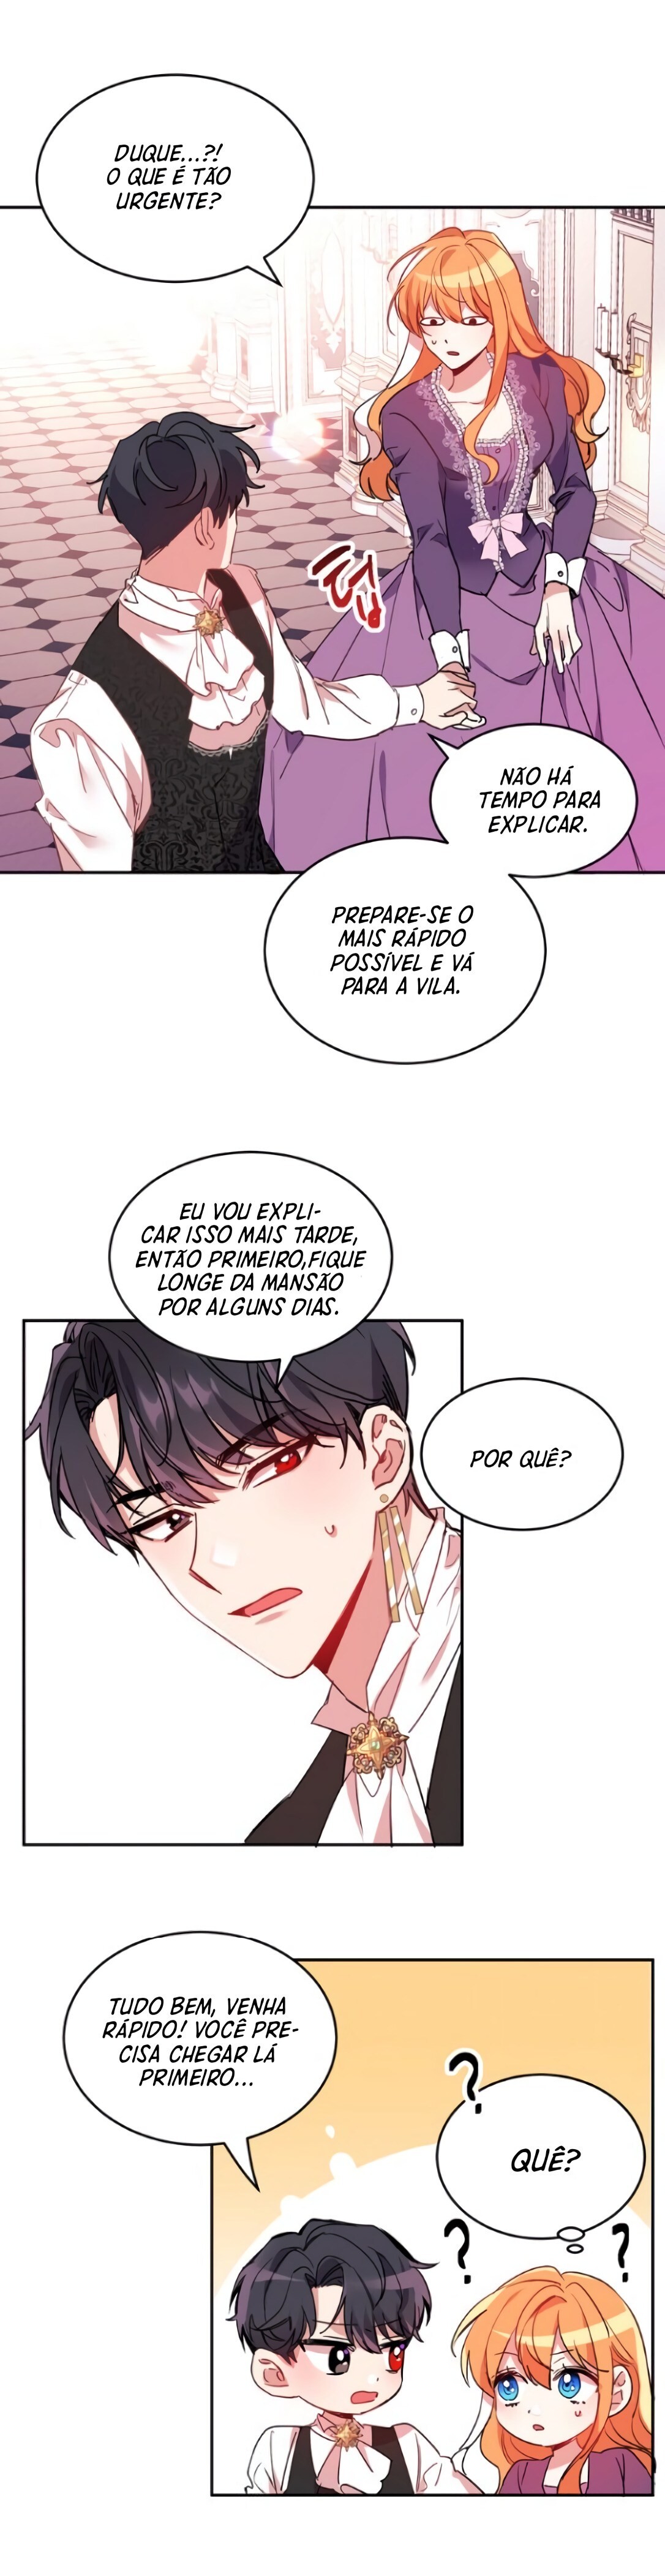 DUQUE...?!
O QUE É TÃO
URGENTE?
NÃO HÁ
TEMPO PARA
EXPLICAR.
PREPARE-SE O
MAIS RÁPIDO
POSSÍVEL E VÁ
PARA A VILA.
EU VOU EXPLI-
CAR ISSO MAIS TARDE,
ENTÃO PRIMEIRO,FIQUE
LONGE DA MANSÃO
POR ALGUNS DIAS.
POR QUÊ?
TUDO BEM, VENHA
RÁPIDO! VOCÊ PRE-
CISA CHEGAR LÁ
PRIMEIRO...
?
QUÊ?
?
?